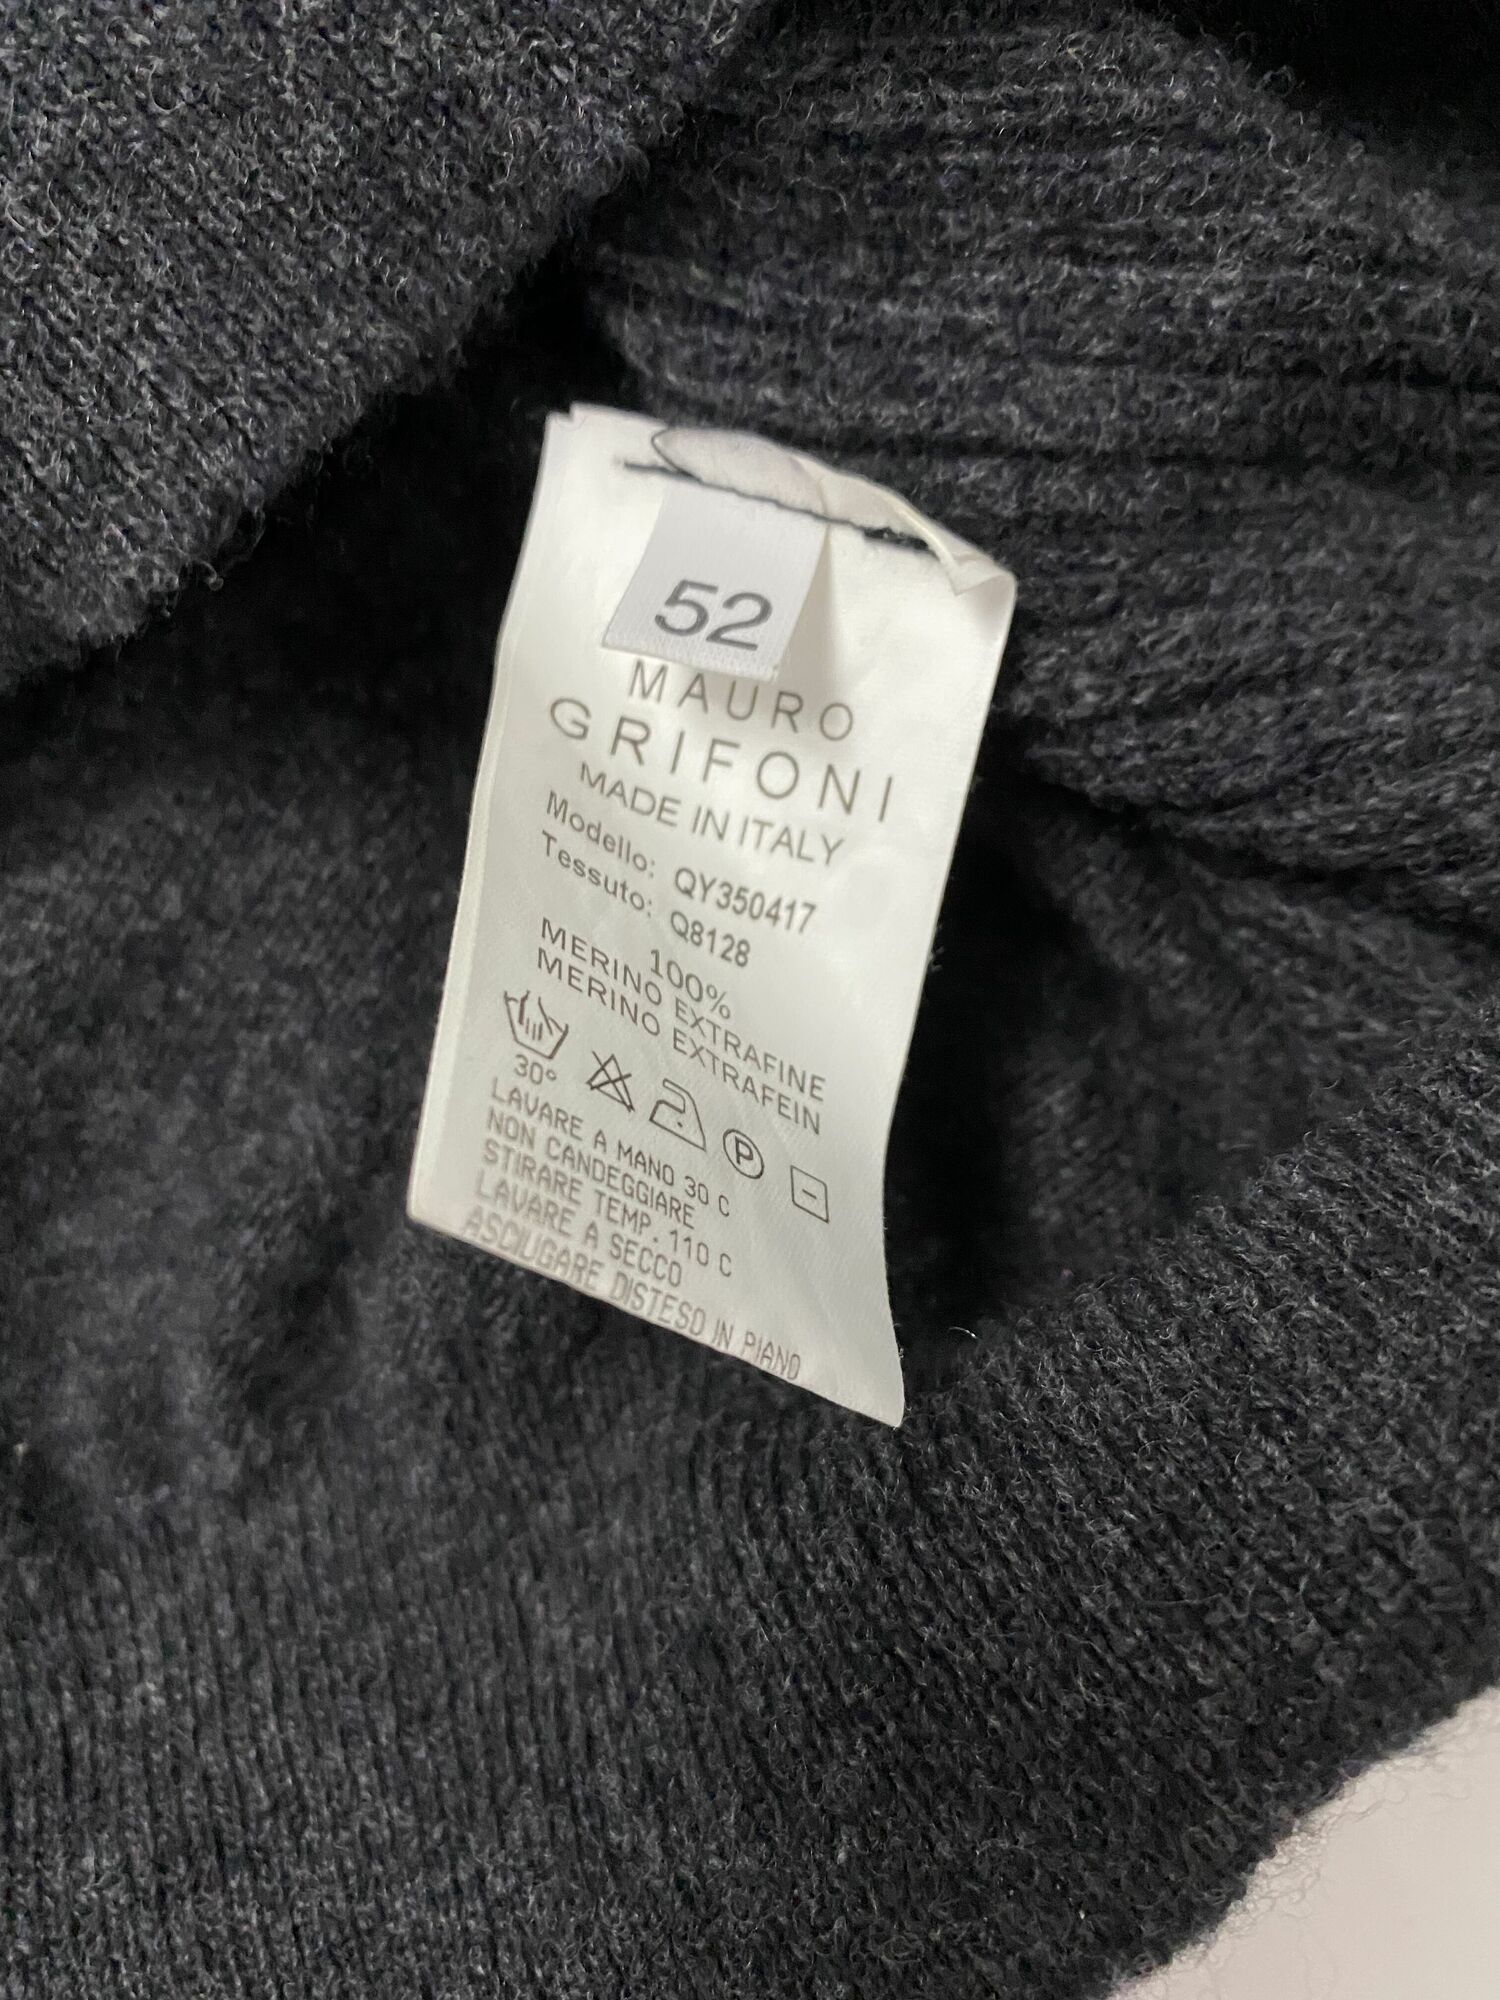 52
MAURO
GRIFONI
MADE IN ITALY
Modello: QY350417
Tessuto: Q8128
100%
MERINO EXTRAFINE
MERINO EXTRAFEIN
30°
P
LAVARE A MANO 30 C
NON CANDEGGIARE
STIRARE TEMP. 110 C
LAVARE A SECCO
ASCIUGARE DISTESO IN PIANO